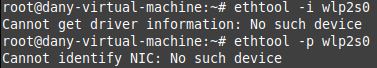 root@dany-virtual-machine:~# ethtool -i wlp2s0
Cannot get driver information: No such device
root@dany-virtual-machine:~# ethtool -p wlp2s0
Cannot identify NIC: No such device